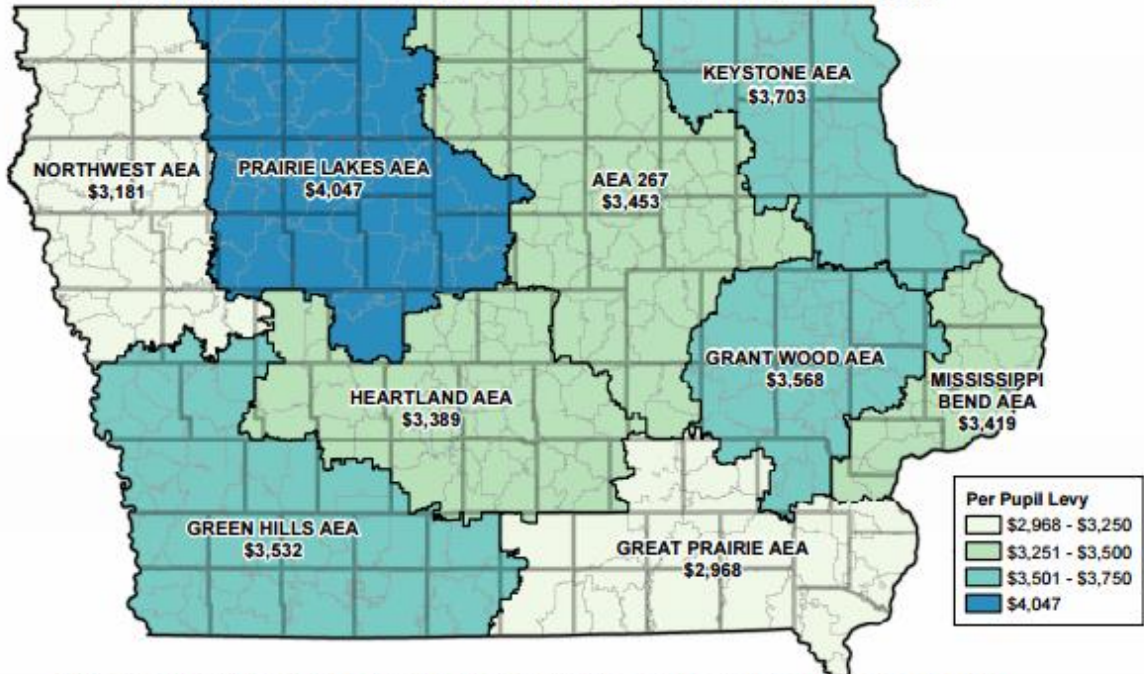 KEYSTONE AEA
$3,703
NORTHWEST AEA
$3,181
PRAIRIE LAKES AEA
$4,047
AEA 267
$3,453
GRANT WOOD AEA
$3,568
MISSISSIPPI
BEND AEA
$3,419
HEARTLAND AEA
$3,389
GREEN HILLS AEA
$3,532
GREAT PRAIRIE AEA
$2,968
Per Pupil Levy
$2,968 - $3,250
$3,251 - $3,500
$3,501 - $3,750
$4,047